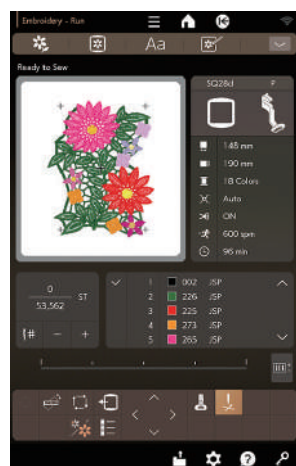 Embroidery - Run
Aa
Ready to Sew
SQ28d F
148 mm
190 mm
18 Colors
Auto
ON
600 spm
96 min
0
53,562 ST
1 002 JSP
2 226 JSP
3 225 JSP
4 273 JSP
5 265 JSP
#
- +
?